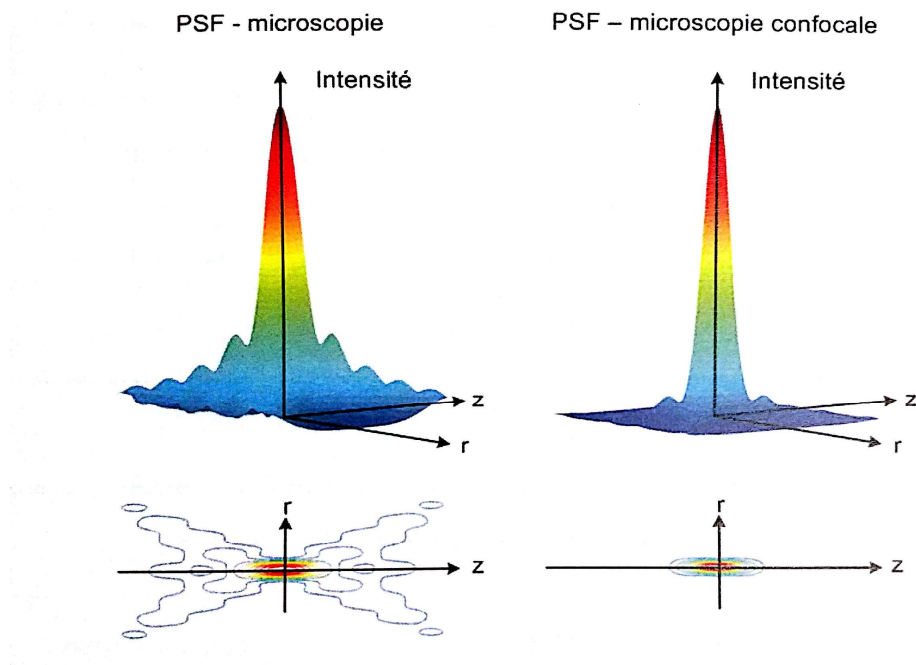 PSF - microscopie
PSF – microscopie confocale
Intensité
Intensité
z
r
z
r
r
z
r
z